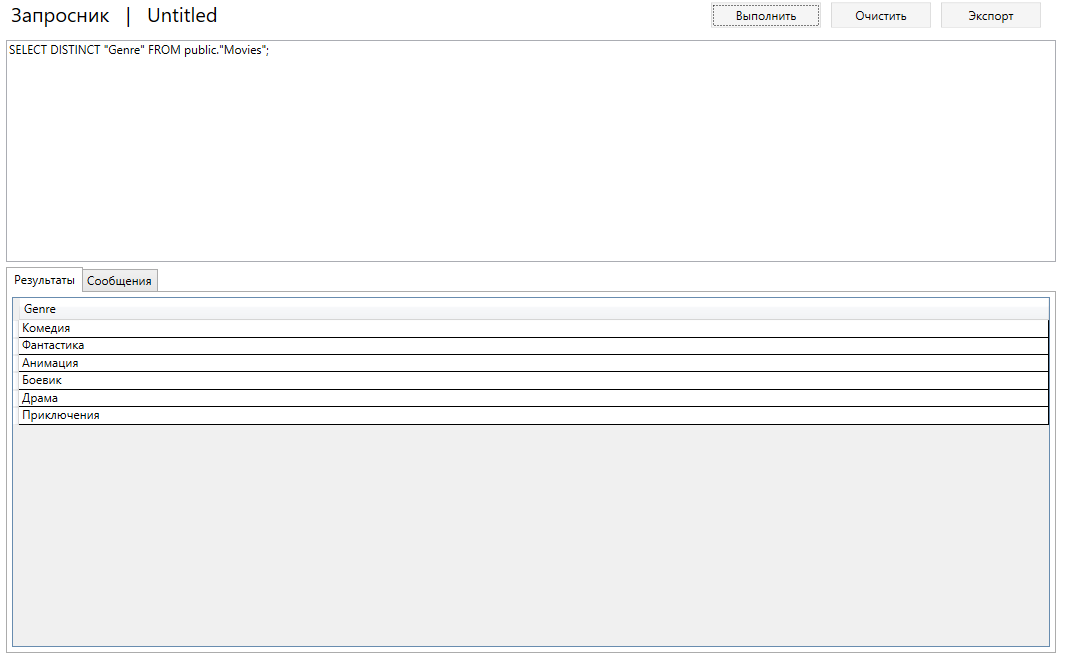 Запросник | Untitled
Выполнить Очистить Экспорт
SELECT DISTINCT "Genre" FROM public."Movies";
Результаты Сообщения
Genre
Комедия
Фантастика
Анимация
Боевик
Драма
Приключения